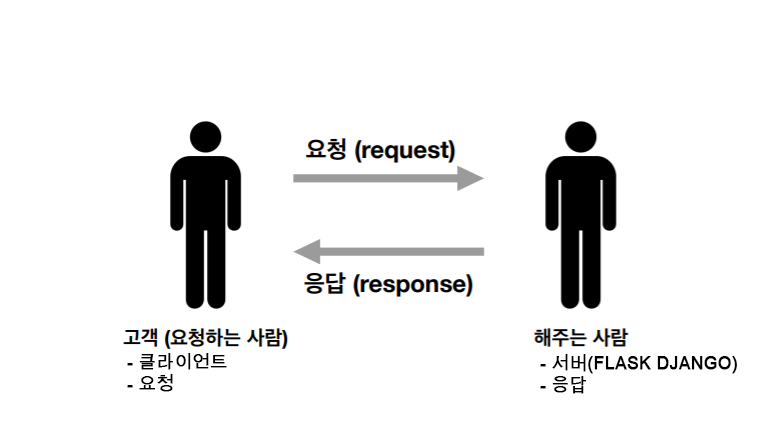 요청 (request)
응답 (response)
고객 (요청하는 사람)
- 클라이언트
- 요청
해주는 사람
- 서버(FLASK DJANGO)
- 응답